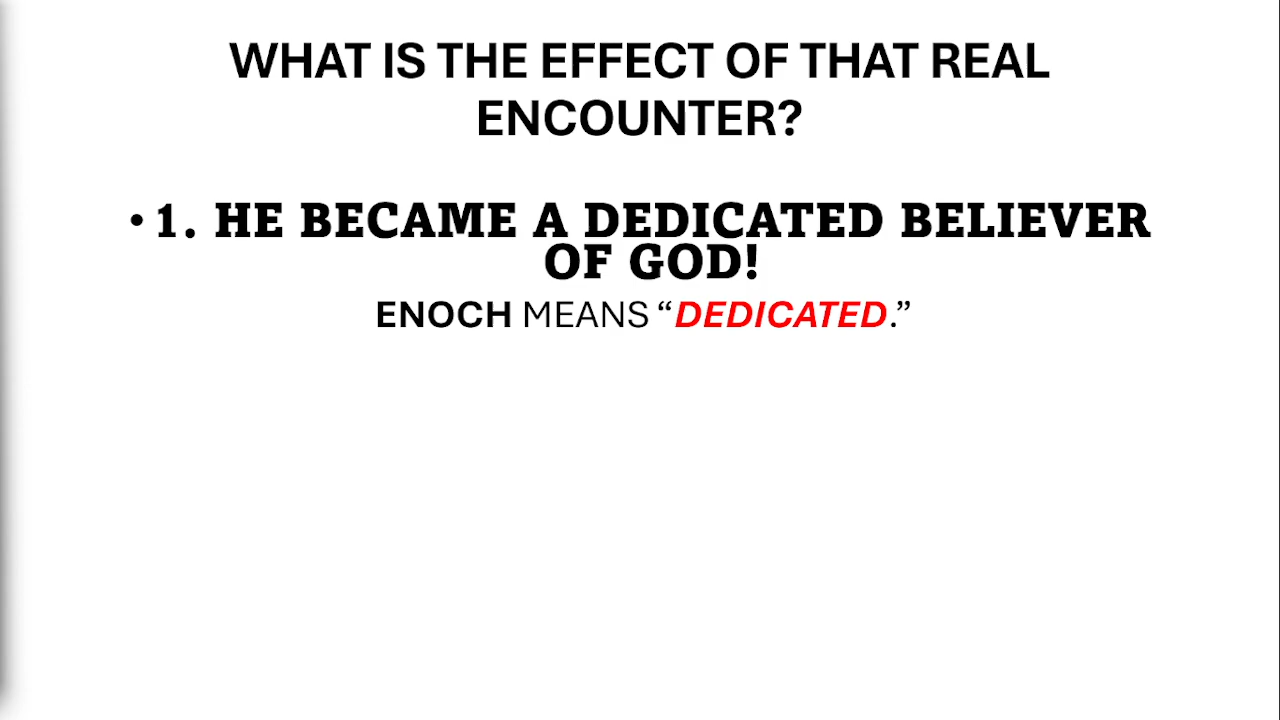 WHAT IS THE EFFECT OF THAT REAL
ENCOUNTER?
• 1. HE BECAME A DEDICATED BELIEVER
OF GOD!
ENOCH MEANS “DEDICATED.”